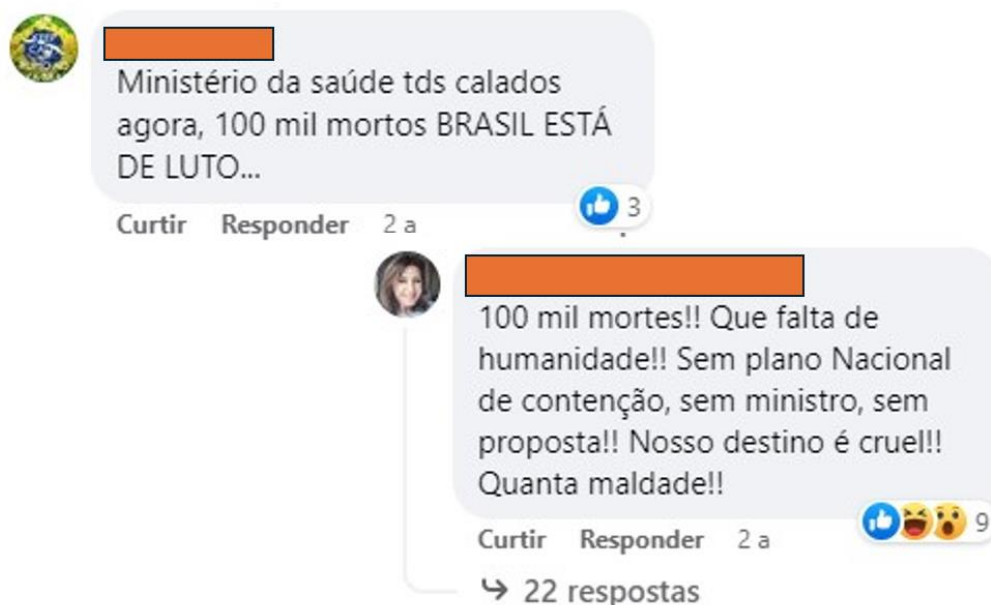 Ministério da saúde tds calados
agora, 100 mil mortos BRASIL ESTÁ
DE LUTO...
3
Curtir Responder 2 a
100 mil mortes!! Que falta de
humanidade!! Sem plano Nacional
de contenção, sem ministro, sem
proposta!! Nosso destino é cruel!!
Quanta maldade!!
9
Curtir Responder 2 a
22 respostas